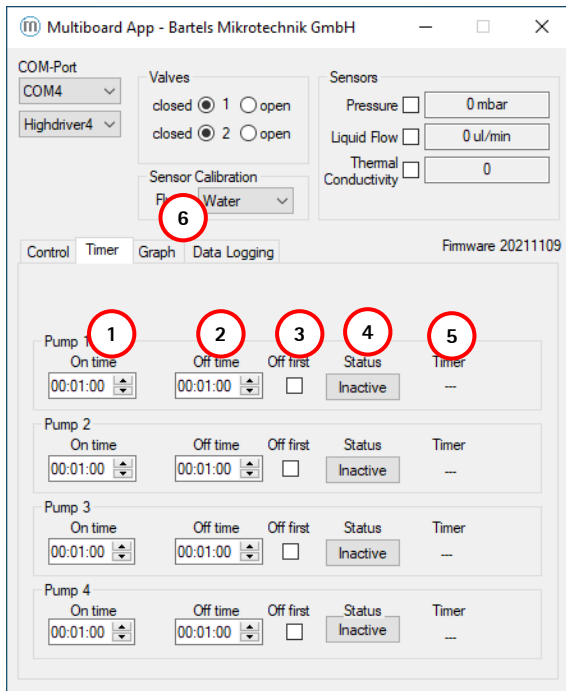 Multiboard App - Bartels Mikrotechnik GmbH
COM-Port
COM4
Highdriver4
Valves
closed 1 open
closed 2 open
Sensor Calibration
Water
6
Sensors
Pressure 0 mbar
Liquid Flow 0 ul/min
Thermal
Conductivity 0
Control Timer Graph Data Logging
Firmware 20211109
1 2 3 4 5
Pump 1
On time Off time Off first Status Timer
00:01:00 00:01:00 Inactive ---
Pump 2
On time Off time Off first Status Timer
00:01:00 00:01:00 Inactive ---
Pump 3
On time Off time Off first Status Timer
00:01:00 00:01:00 Inactive ---
Pump 4
On time Off time Off first Status Timer
00:01:00 00:01:00 Inactive ---